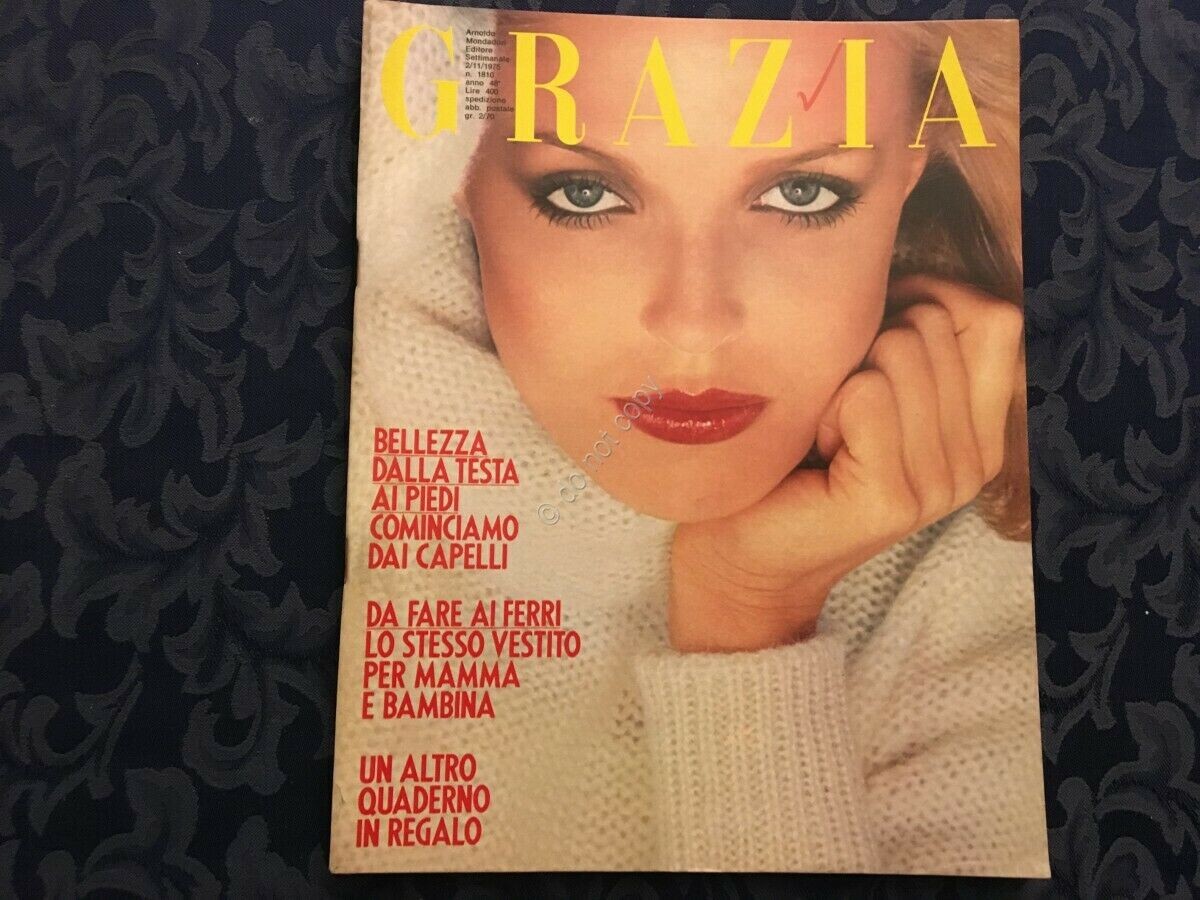 GRAZIA
Arnoldo
Mondadori
Editore
Settimanale
2/11/1975
n. 1810
anno 48°
Lire 400
spedizione
abb. postale
gr. 2/70
BELLEZZA
DALLA TESTA
AI PIEDI
COMINCIAMO
DAI CAPELLI
DA FARE AI FERRI
LO STESSO VESTITO
PER MAMMA
E BAMBINA
UN ALTRO
QUADERNO
IN REGALO
© do not copy